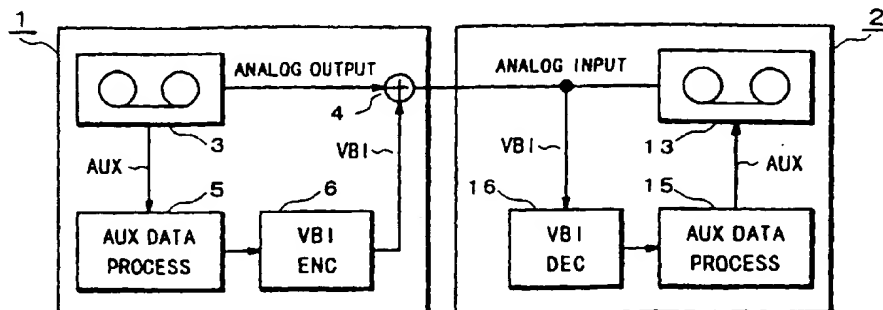 1
2
ANALOG OUTPUT
ANALOG INPUT
4
3
VBI
VBI
13
AUX
AUX
5
6
16
15
AUX DATA
PROCESS
VBI
ENC
VBI
DEC
AUX DATA
PROCESS